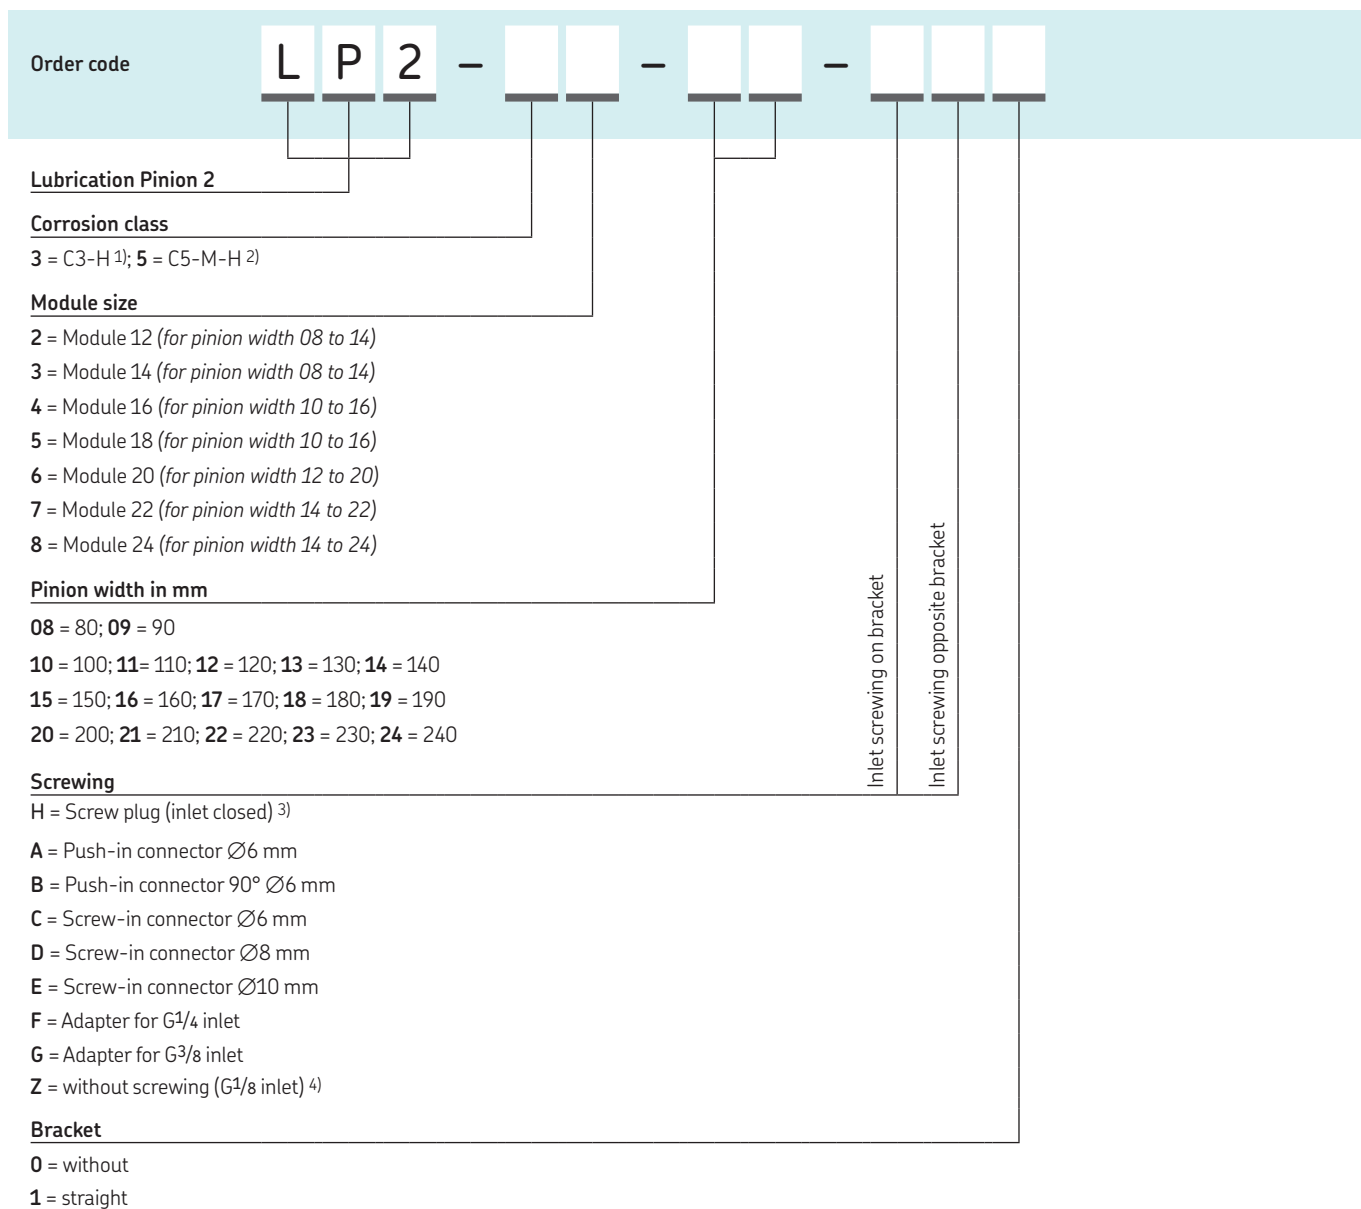 Order code L P 2 – – –
Lubrication Pinion 2
Corrosion class
3 = C3-H 1); 5 = C5-M-H 2)
Module size
2 = Module 12 (for pinion width 08 to 14)
3 = Module 14 (for pinion width 08 to 14)
4 = Module 16 (for pinion width 10 to 16)
5 = Module 18 (for pinion width 10 to 16)
6 = Module 20 (for pinion width 12 to 20)
7 = Module 22 (for pinion width 14 to 22)
8 = Module 24 (for pinion width 14 to 24)
Pinion width in mm
08 = 80; 09 = 90
10 = 100; 11= 110; 12 = 120; 13 = 130; 14 = 140
15 = 150; 16 = 160; 17 = 170; 18 = 180; 19 = 190
20 = 200; 21 = 210; 22 = 220; 23 = 230; 24 = 240
Inlet screwing on bracket
Inlet screwing opposite bracket
Screwing
H = Screw plug (inlet closed) 3)
A = Push-in connector ∅6 mm
B = Push-in connector 90° ∅6 mm
C = Screw-in connector ∅6 mm
D = Screw-in connector ∅8 mm
E = Screw-in connector ∅10 mm
F = Adapter for G1/4 inlet
G = Adapter for G3/8 inlet
Z = without screwing (G1/8 inlet) 4)
Bracket
0 = without
1 = straight